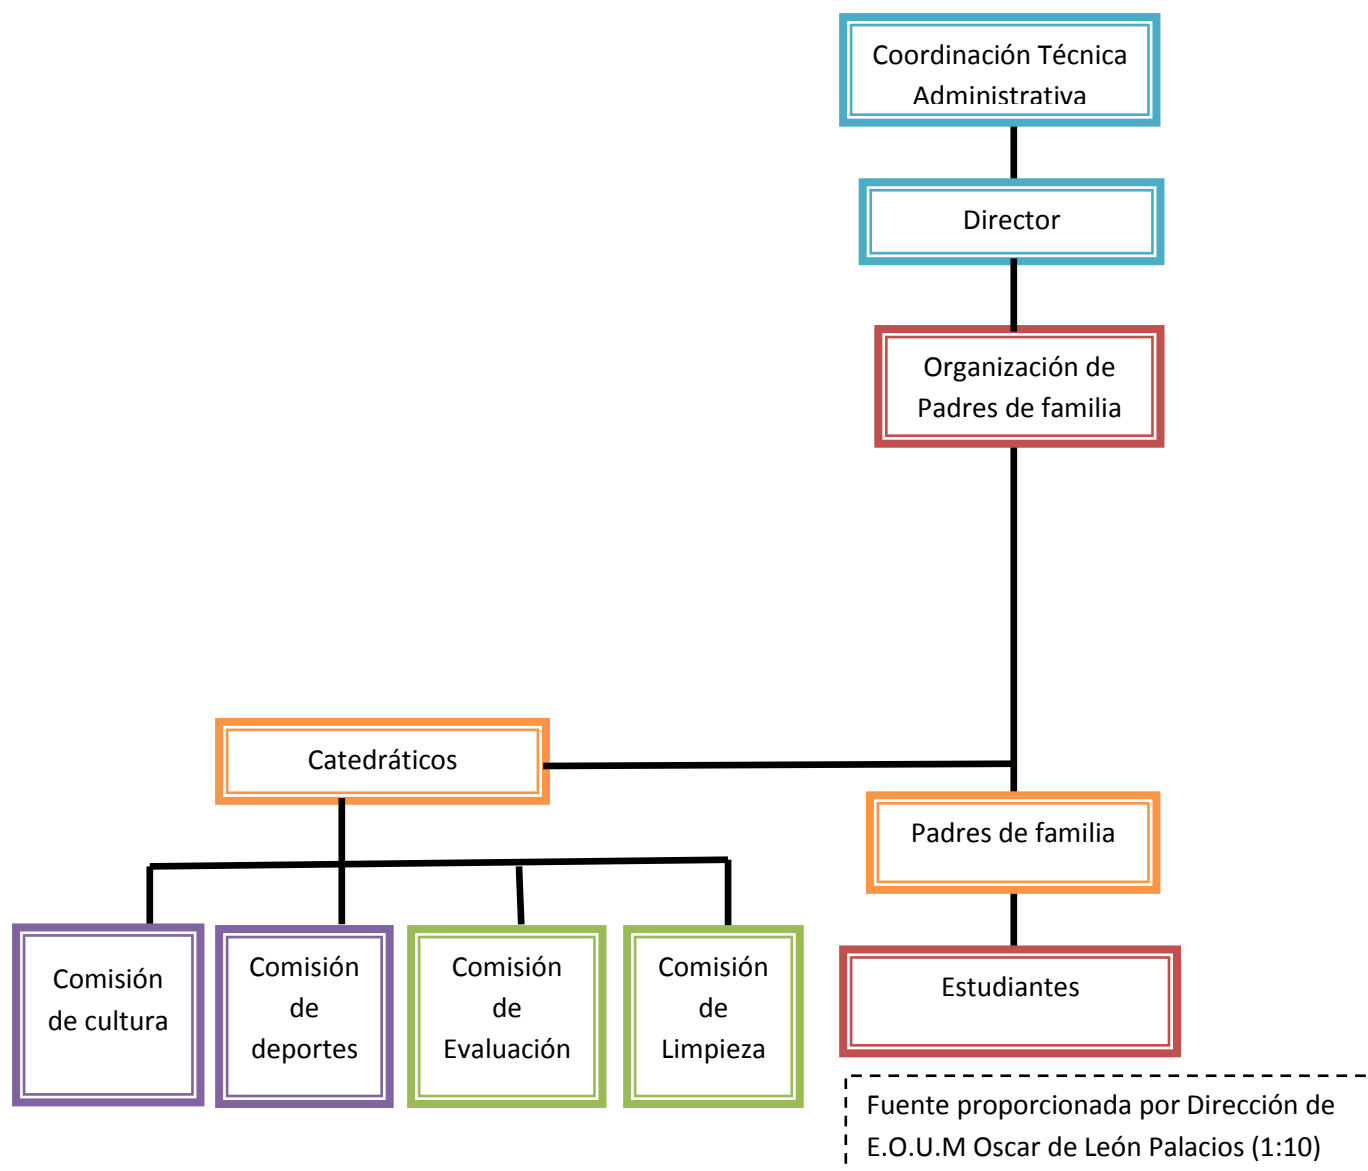 Coordinación Técnica
Administrativa
Director
Organización de
Padres de familia
Catedráticos
Padres de familia
Comisión
de cultura
Comisión
de
deportes
Comisión
de
Evaluación
Comisión
de
Limpieza
Estudiantes
Fuente proporcionada por Dirección de
E.O.U.M Oscar de León Palacios (1:10)